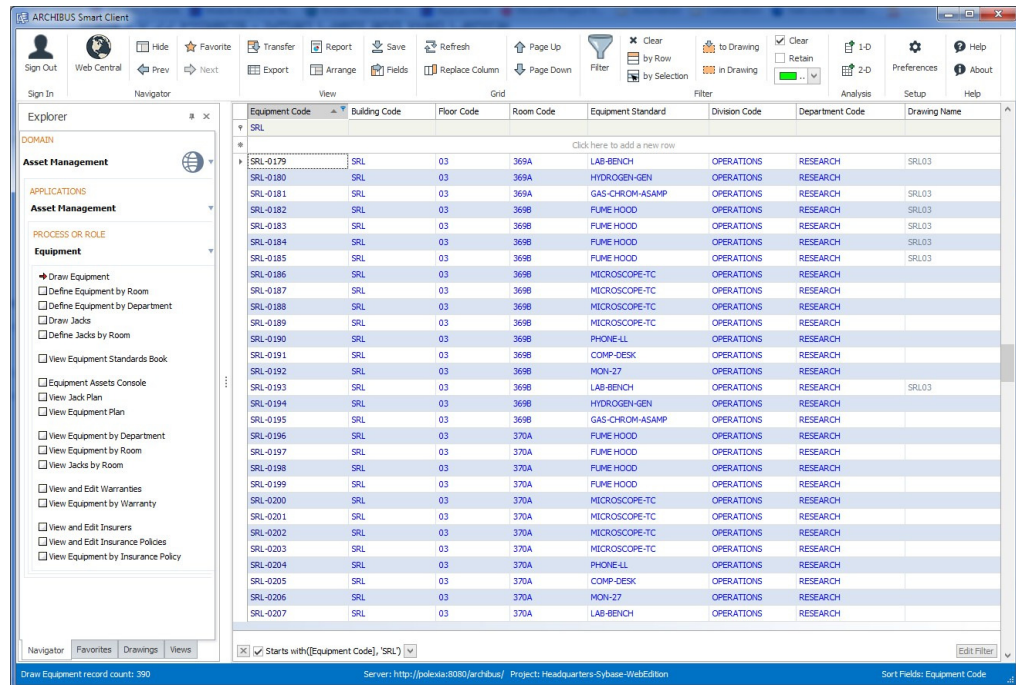 ARCHIBUS Smart Client
Hide Favorite Transfer Report Save Refresh Page Up Clear to Drawing Clear 1-D Help
by Row Retain
Sign Out Web Central Prev Next Export Arrange Fields Replace Column Page Down Filter by Selection in Drawing .. 2-D Preferences About
Sign In Navigator View Grid Filter Analysis Setup Help
Explorer
DOMAIN
Asset Management
APPLICATIONS
Asset Management
PROCESS OR ROLE
Equipment
Draw Equipment
Define Equipment by Room
Define Equipment by Department
Draw Jacks
Define Jacks by Room
View Equipment Standards Book
Equipment Assets Console
View Jack Plan
View Equipment Plan
View Equipment by Department
View Equipment by Room
View Jacks by Room
View and Edit Warranties
View Equipment by Warranty
View and Edit Insurers
View and Edit Insurance Policies
View Equipment by Insurance Policy
Navigator Favorites Drawings Views
Equipment Code Building Code Floor Code Room Code Equipment Standard Division Code Department Code Drawing Name
SRL
Click here to add a new row
SRL-0179 SRL 03 369A LAB-BENCH OPERATIONS RESEARCH SRL03
SRL-0180 SRL 03 369A HYDROGEN-GEN OPERATIONS RESEARCH
SRL-0181 SRL 03 369A GAS-CHROM-ASAMP OPERATIONS RESEARCH SRL03
SRL-0182 SRL 03 369B FUME HOOD OPERATIONS RESEARCH SRL03
SRL-0183 SRL 03 369B FUME HOOD OPERATIONS RESEARCH SRL03
SRL-0184 SRL 03 369B FUME HOOD OPERATIONS RESEARCH SRL03
SRL-0185 SRL 03 369B FUME HOOD OPERATIONS RESEARCH SRL03
SRL-0186 SRL 03 369B MICROSCOPE-TC OPERATIONS RESEARCH
SRL-0187 SRL 03 369B MICROSCOPE-TC OPERATIONS RESEARCH
SRL-0188 SRL 03 369B MICROSCOPE-TC OPERATIONS RESEARCH
SRL-0189 SRL 03 369B MICROSCOPE-TC OPERATIONS RESEARCH
SRL-0190 SRL 03 369B PHONE-LL OPERATIONS RESEARCH
SRL-0191 SRL 03 369B COMP-DESK OPERATIONS RESEARCH
SRL-0192 SRL 03 369B MON-27 OPERATIONS RESEARCH
SRL-0193 SRL 03 369B LAB-BENCH OPERATIONS RESEARCH SRL03
SRL-0194 SRL 03 369B HYDROGEN-GEN OPERATIONS RESEARCH
SRL-0195 SRL 03 369B GAS-CHROM-ASAMP OPERATIONS RESEARCH
SRL-0196 SRL 03 370A FUME HOOD OPERATIONS RESEARCH
SRL-0197 SRL 03 370A FUME HOOD OPERATIONS RESEARCH
SRL-0198 SRL 03 370A FUME HOOD OPERATIONS RESEARCH
SRL-0199 SRL 03 370A FUME HOOD OPERATIONS RESEARCH
SRL-0200 SRL 03 370A MICROSCOPE-TC OPERATIONS RESEARCH
SRL-0201 SRL 03 370A MICROSCOPE-TC OPERATIONS RESEARCH
SRL-0202 SRL 03 370A MICROSCOPE-TC OPERATIONS RESEARCH
SRL-0203 SRL 03 370A MICROSCOPE-TC OPERATIONS RESEARCH
SRL-0204 SRL 03 370A PHONE-LL OPERATIONS RESEARCH
SRL-0205 SRL 03 370A COMP-DESK OPERATIONS RESEARCH
SRL-0206 SRL 03 370A MON-27 OPERATIONS RESEARCH
SRL-0207 SRL 03 370A LAB-BENCH OPERATIONS RESEARCH
Starts with([Equipment Code], 'SRL') Edit Filter
Draw Equipment record count: 390 Server: http://polexia:8080/archibus/ Project: Headquarters-Sybase-WebEdition Sort Fields: Equipment Code